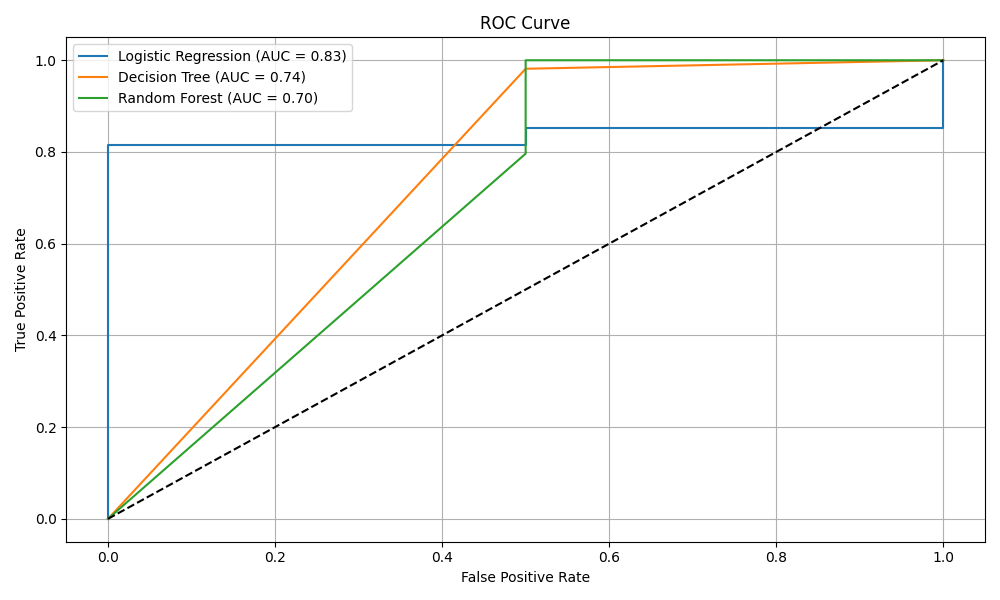 ROC Curve
Logistic Regression (AUC = 0.83)
Decision Tree (AUC = 0.74)
Random Forest (AUC = 0.70)
True Positive Rate
1.0
0.8
0.6
0.4
0.2
0.0
0.0 0.2 0.4 0.6 0.8 1.0
False Positive Rate